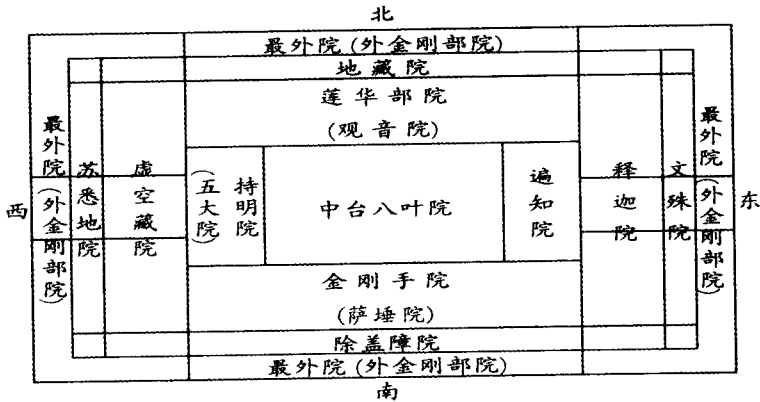 北
最外院(外金刚部院)
地藏院
莲华部院
(观音院)
西
最外院(外金刚部院)
苏悉地院
虚空藏院
持明院
(五大院)
中台八叶院
遍知院
释迦院
文殊院
最外院(外金刚部院)
东
金刚手院
(萨埵院)
除盖障院
最外院(外金刚部院)
南